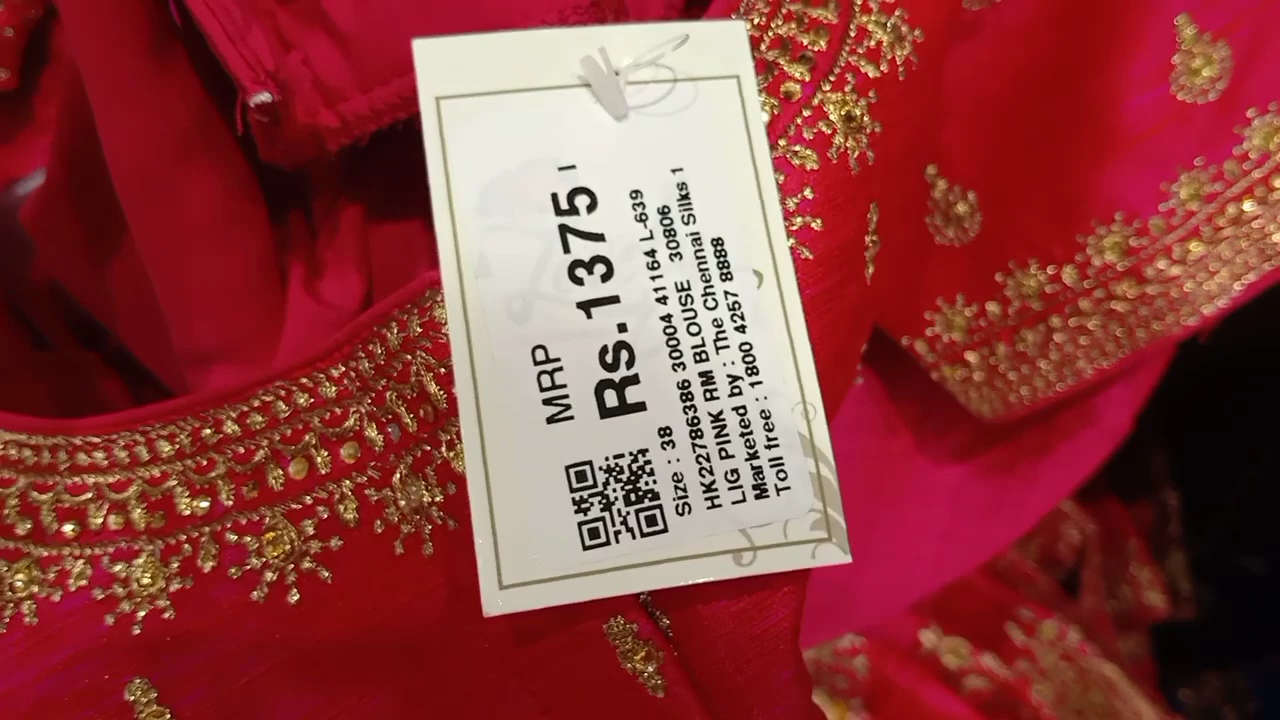 MRP I
Rs.1375
Size : 38 30004 41164 L-639
HK22786386 30806
LIG PINK RM BLOUSE
Marketed by : The Chennai Silks 1
Toll free : 1800 4257 8888